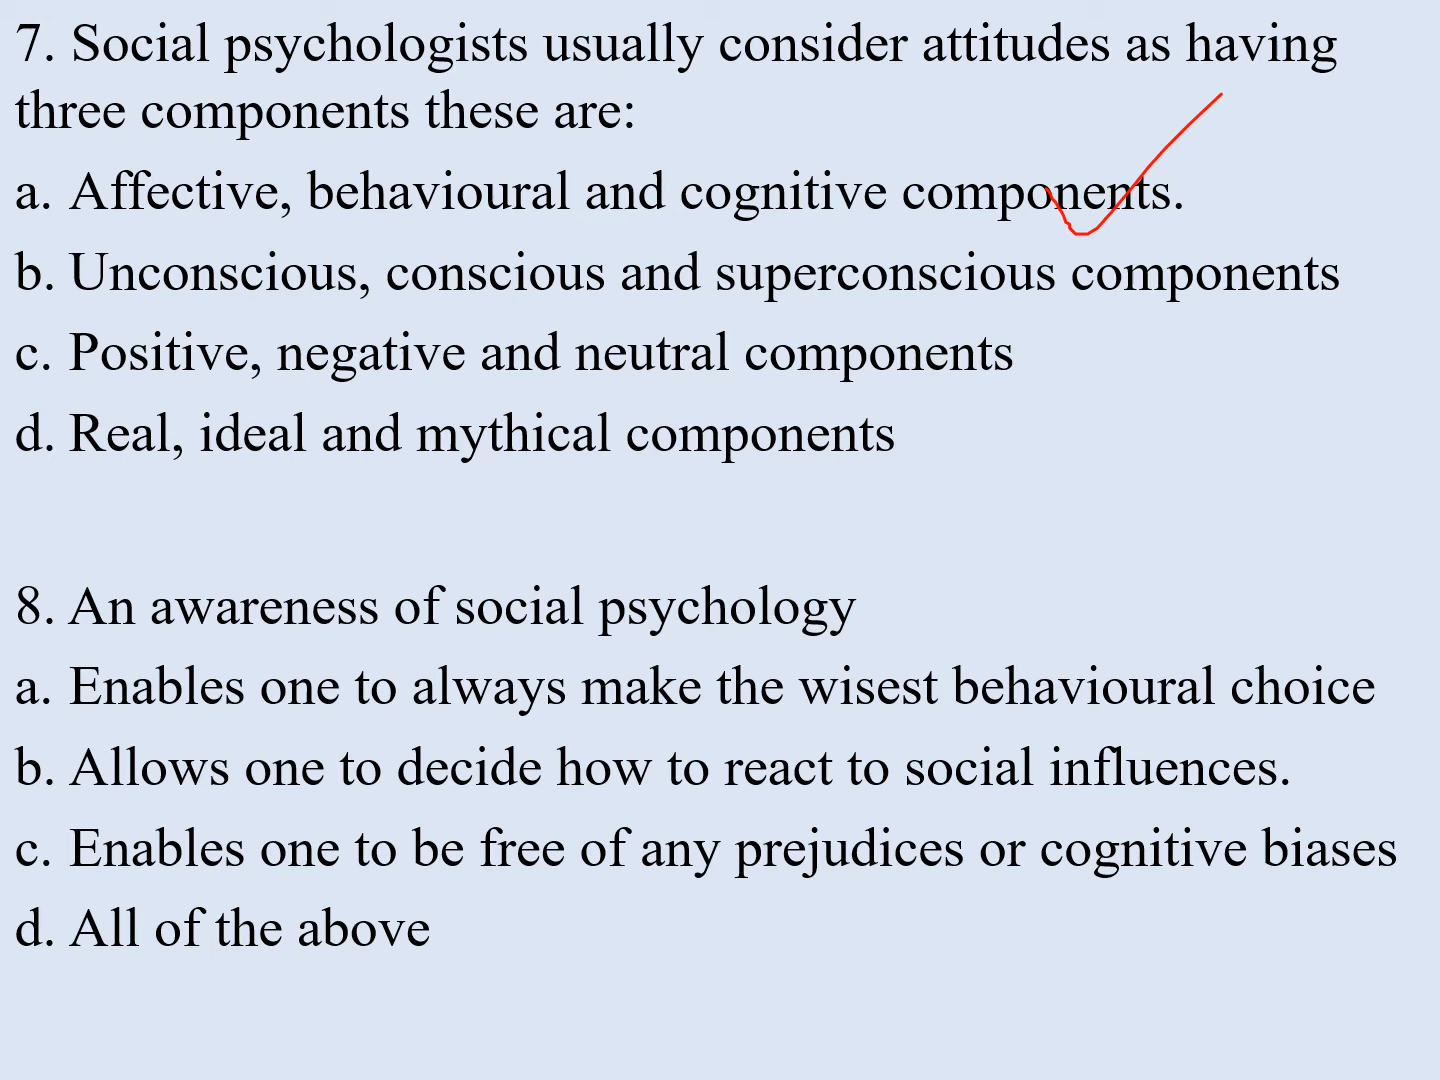 7. Social psychologists usually consider attitudes as having
three components these are:
a. Affective, behavioural and cognitive components.
b. Unconscious, conscious and superconscious components
c. Positive, negative and neutral components
d. Real, ideal and mythical components
8. An awareness of social psychology
a. Enables one to always make the wisest behavioural choice
b. Allows one to decide how to react to social influences.
c. Enables one to be free of any prejudices or cognitive biases
d. All of the above